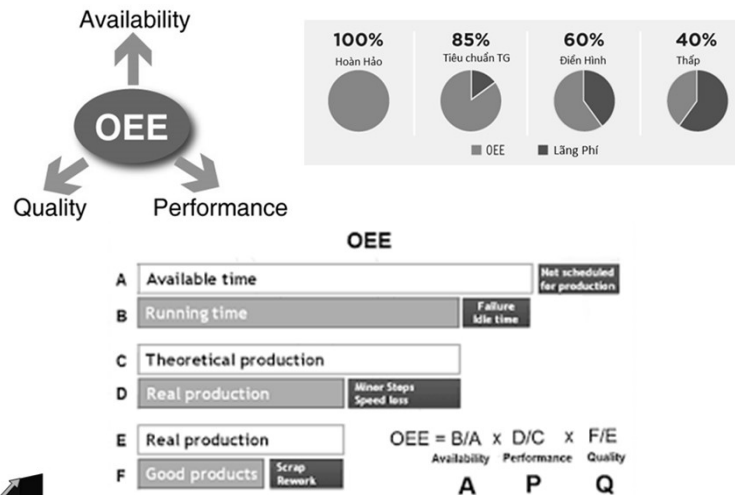 Availability
OEE
Quality
Performance
100%
Hoàn Hảo
85%
Tiêu chuẩn TG
60%
Điển Hình
40%
Thấp
OEE
Lãng Phí
OEE
A Available time
Not scheduled
for production
B Running time
Failure
Idle time
C Theoretical production
D Real production
Minor Steps
Speed loss
E Real production
F Good products
Scrap
Rework
OEE = B/A x D/C x F/E
Availability Performance Quality
A P Q